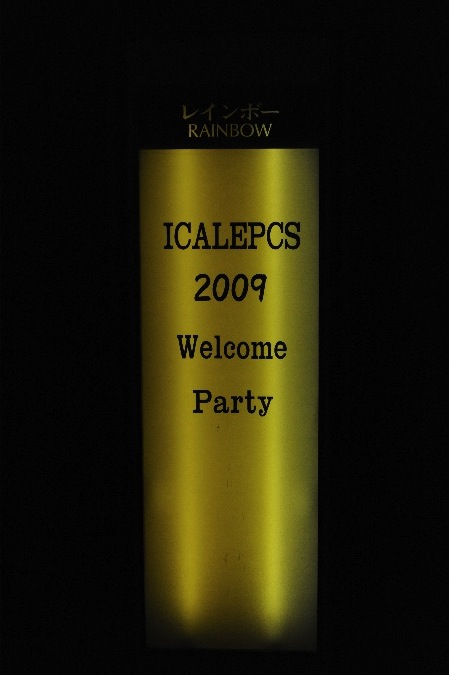 レインボー
RAINBOW
ICALEPCS
2009
Welcome
Party